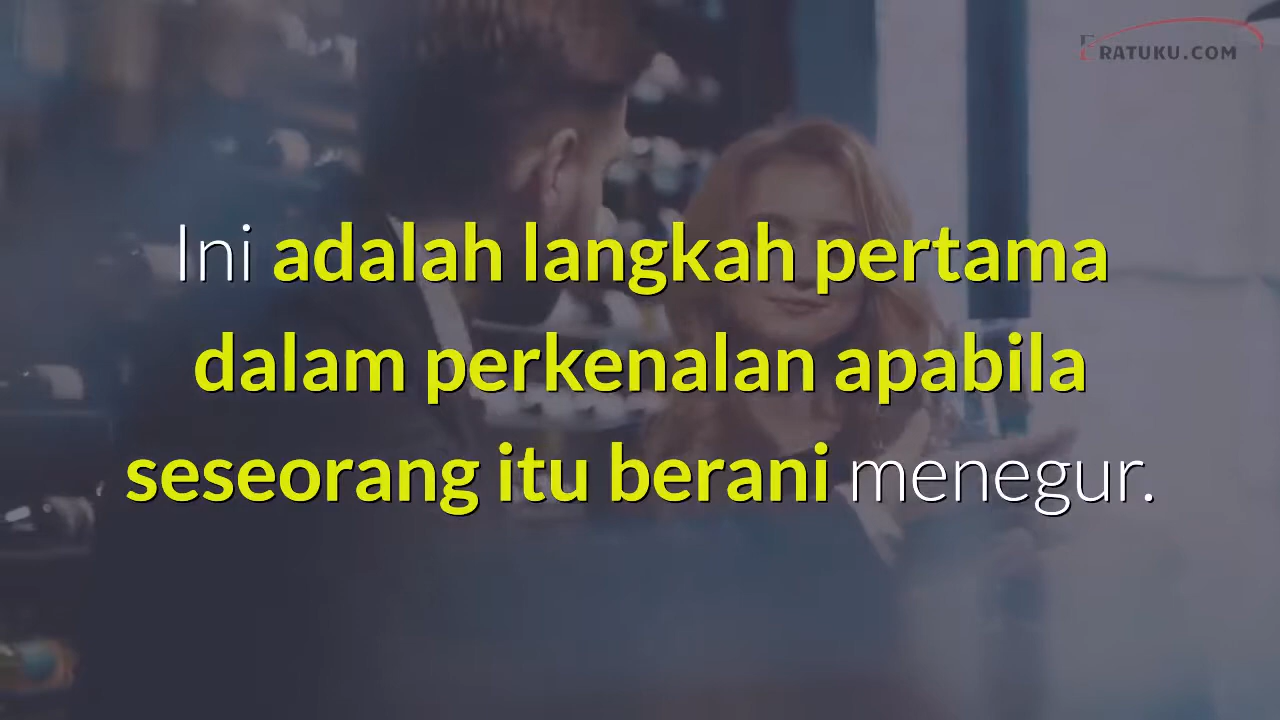 ERATUKU.COM
Ini adalah langkah pertama
dalam perkenalan apabila
seseorang itu berani menegur.